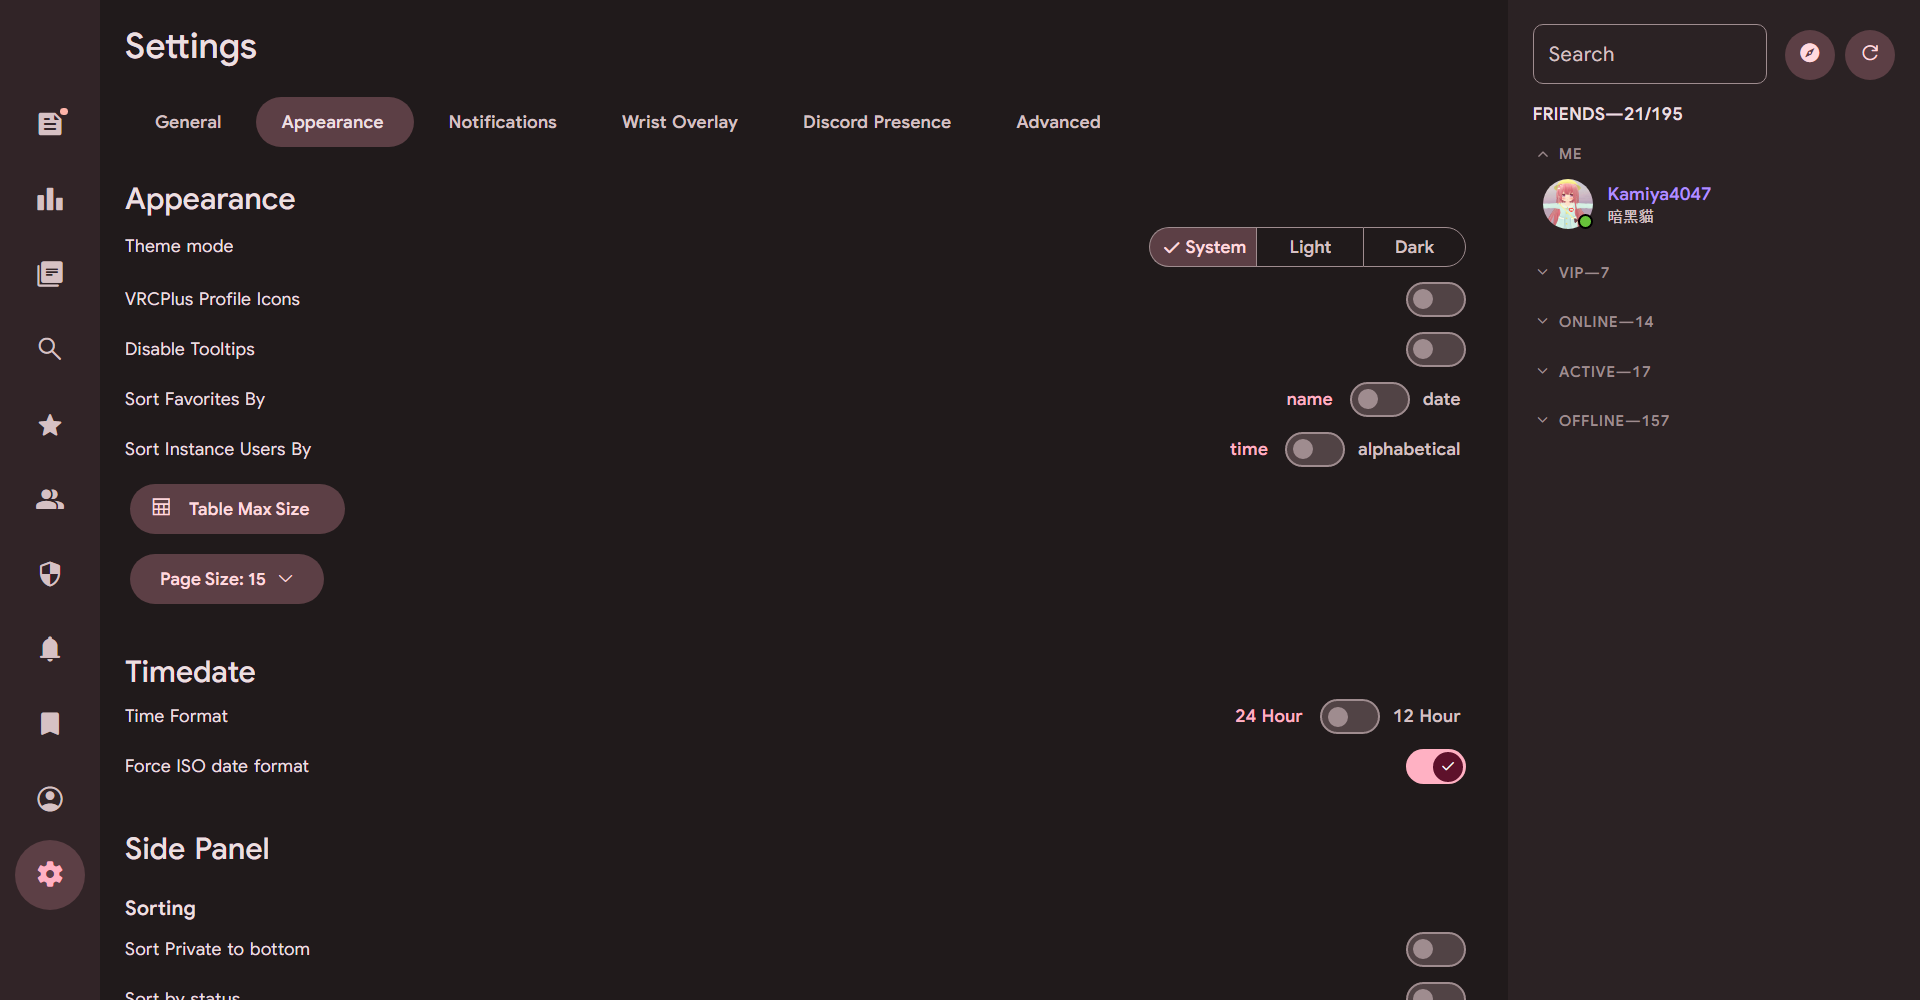 Settings
General
Appearance
Notifications
Wrist Overlay
Discord Presence
Advanced
Appearance
Theme mode
System
Light
Dark
VRCPlus Profile Icons
Disable Tooltips
Sort Favorites By
name
date
Sort Instance Users By
time
alphabetical
Table Max Size
Page Size: 15
Timedate
Time Format
24 Hour
12 Hour
Force ISO date format
Side Panel
Sorting
Sort Private to bottom
Sort by status
Search
FRIENDS—21/195
ME
Kamiya4047
暗黑貓
VIP—7
ONLINE—14
ACTIVE—17
OFFLINE—157